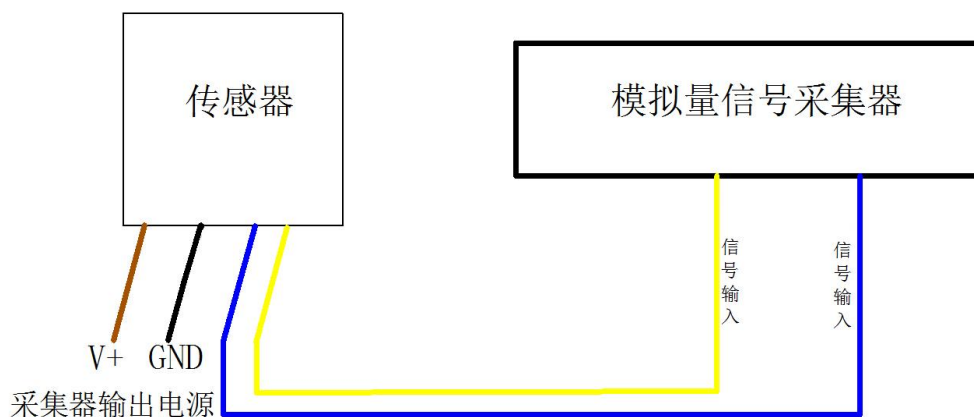 传感器
模拟量信号采集器
信号输入
信号输入
V+ GND
采集器输出电源